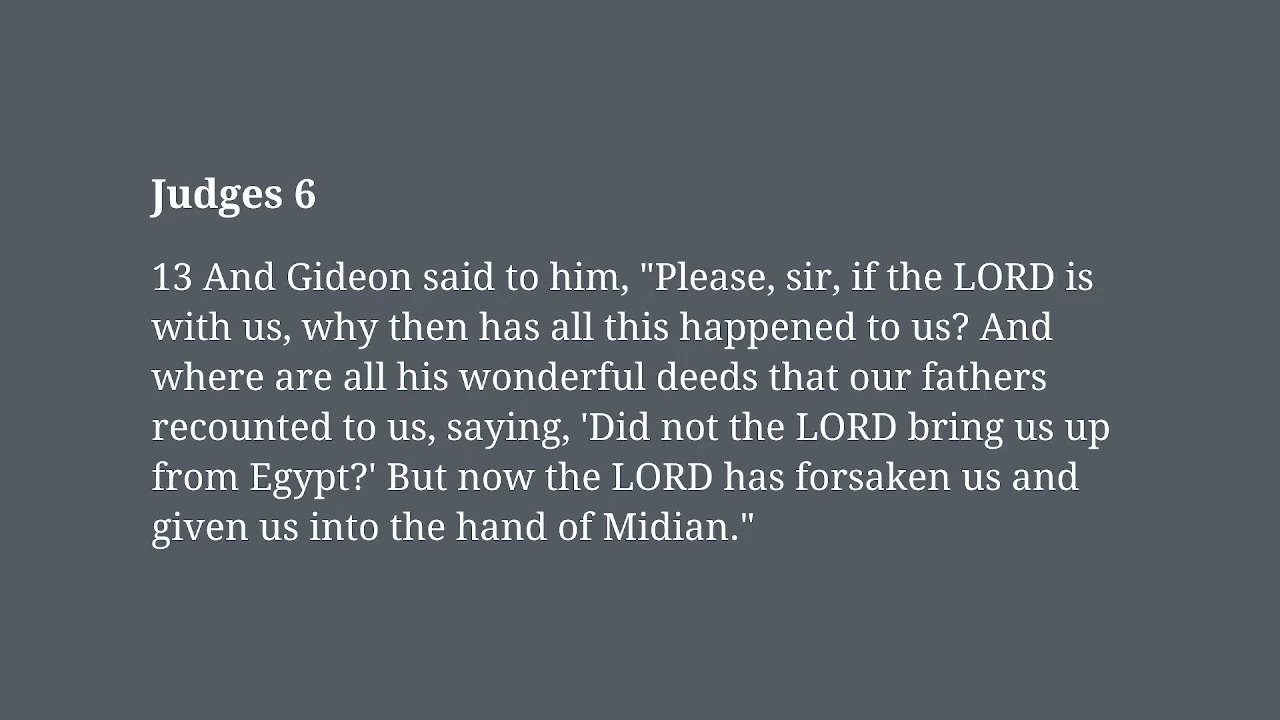 Judges 6
13 And Gideon said to him, "Please, sir, if the LORD is
with us, why then has all this happened to us? And
where are all his wonderful deeds that our fathers
recounted to us, saying, 'Did not the LORD bring us up
from Egypt?' But now the LORD has forsaken us and
given us into the hand of Midian."